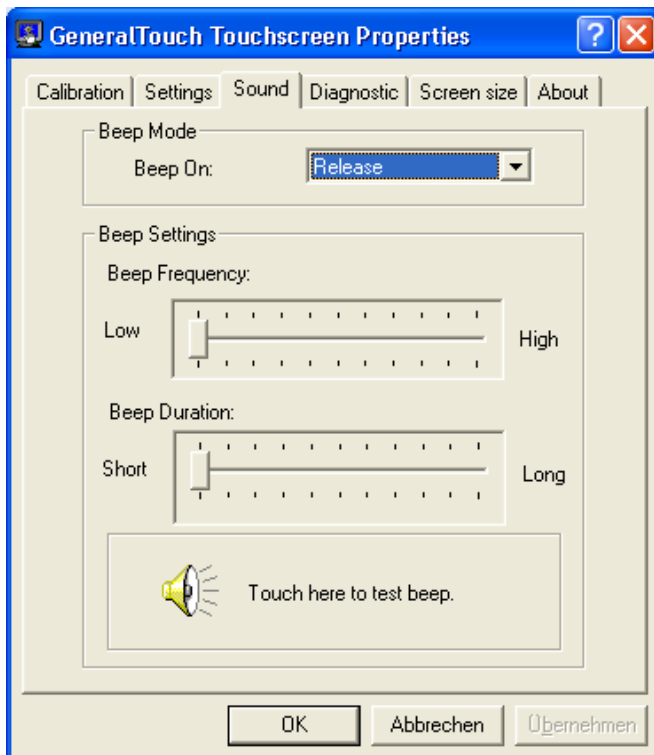 GeneralTouch Touchscreen Properties
Calibration Settings Sound Diagnostic Screen size About
Beep Mode
Beep On: Release
Beep Settings
Beep Frequency:
Low High
Beep Duration:
Short Long
Touch here to test beep.
OK Abbrechen Übernehmen